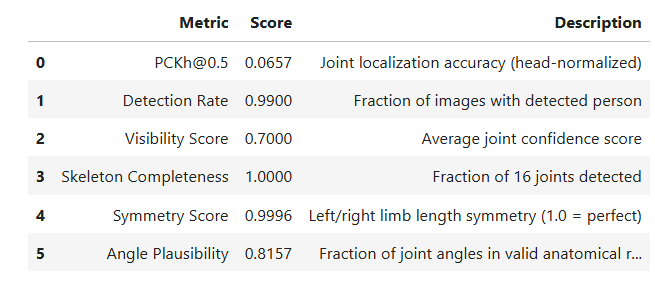 Metric Score Description
0 PCKh@0.5 0.0657 Joint localization accuracy (head-normalized)
1 Detection Rate 0.9900 Fraction of images with detected person
2 Visibility Score 0.7000 Average joint confidence score
3 Skeleton Completeness 1.0000 Fraction of 16 joints detected
4 Symmetry Score 0.9996 Left/right limb length symmetry (1.0 = perfect)
5 Angle Plausibility 0.8157 Fraction of joint angles in valid anatomical r...